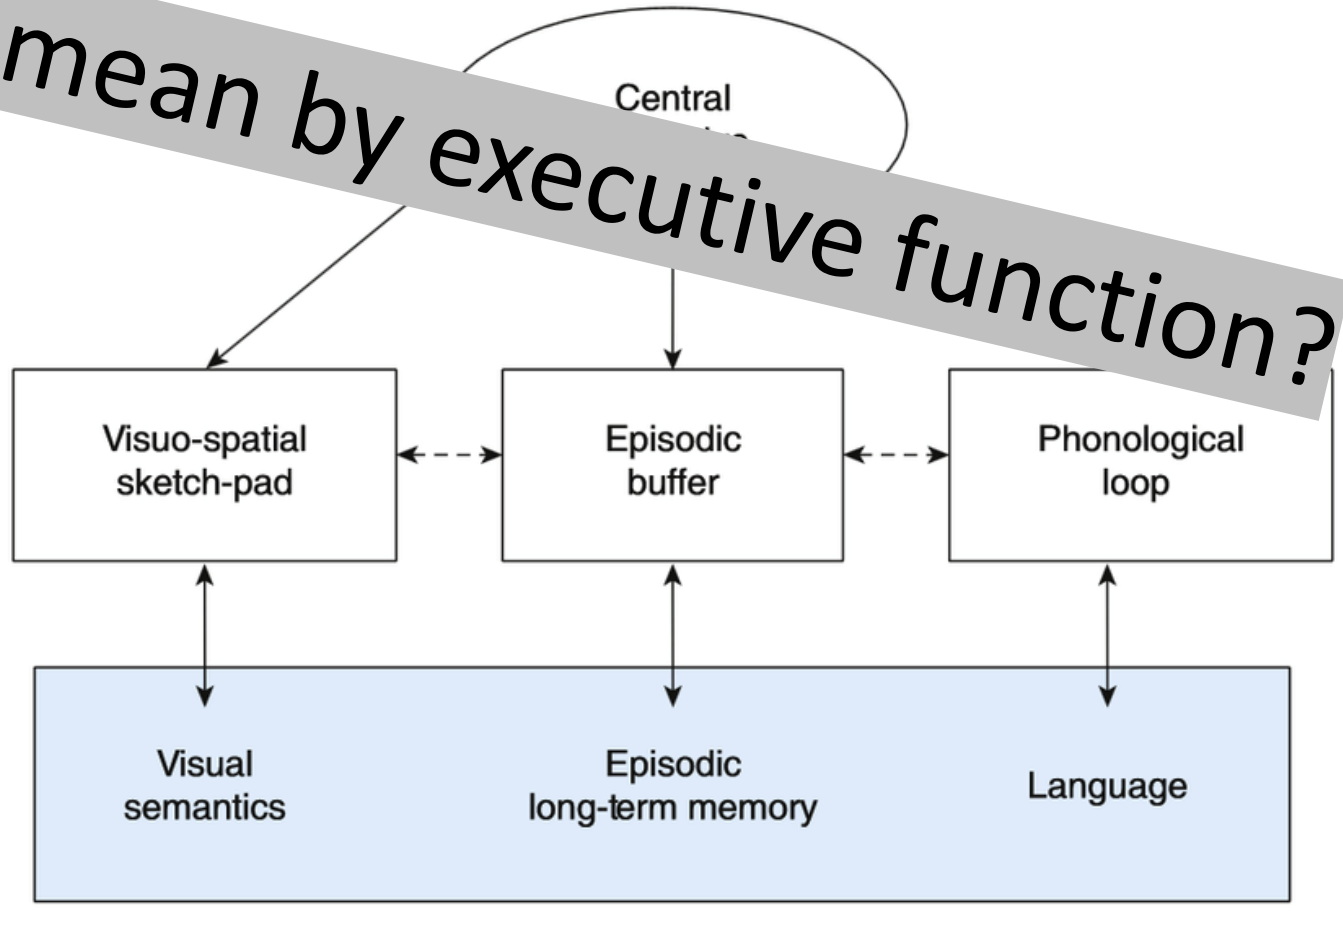 mean by executive function?
Central
Visuo-spatial
sketch-pad
Episodic
buffer
Phonological
loop
Visual
semantics
Episodic
long-term memory
Language